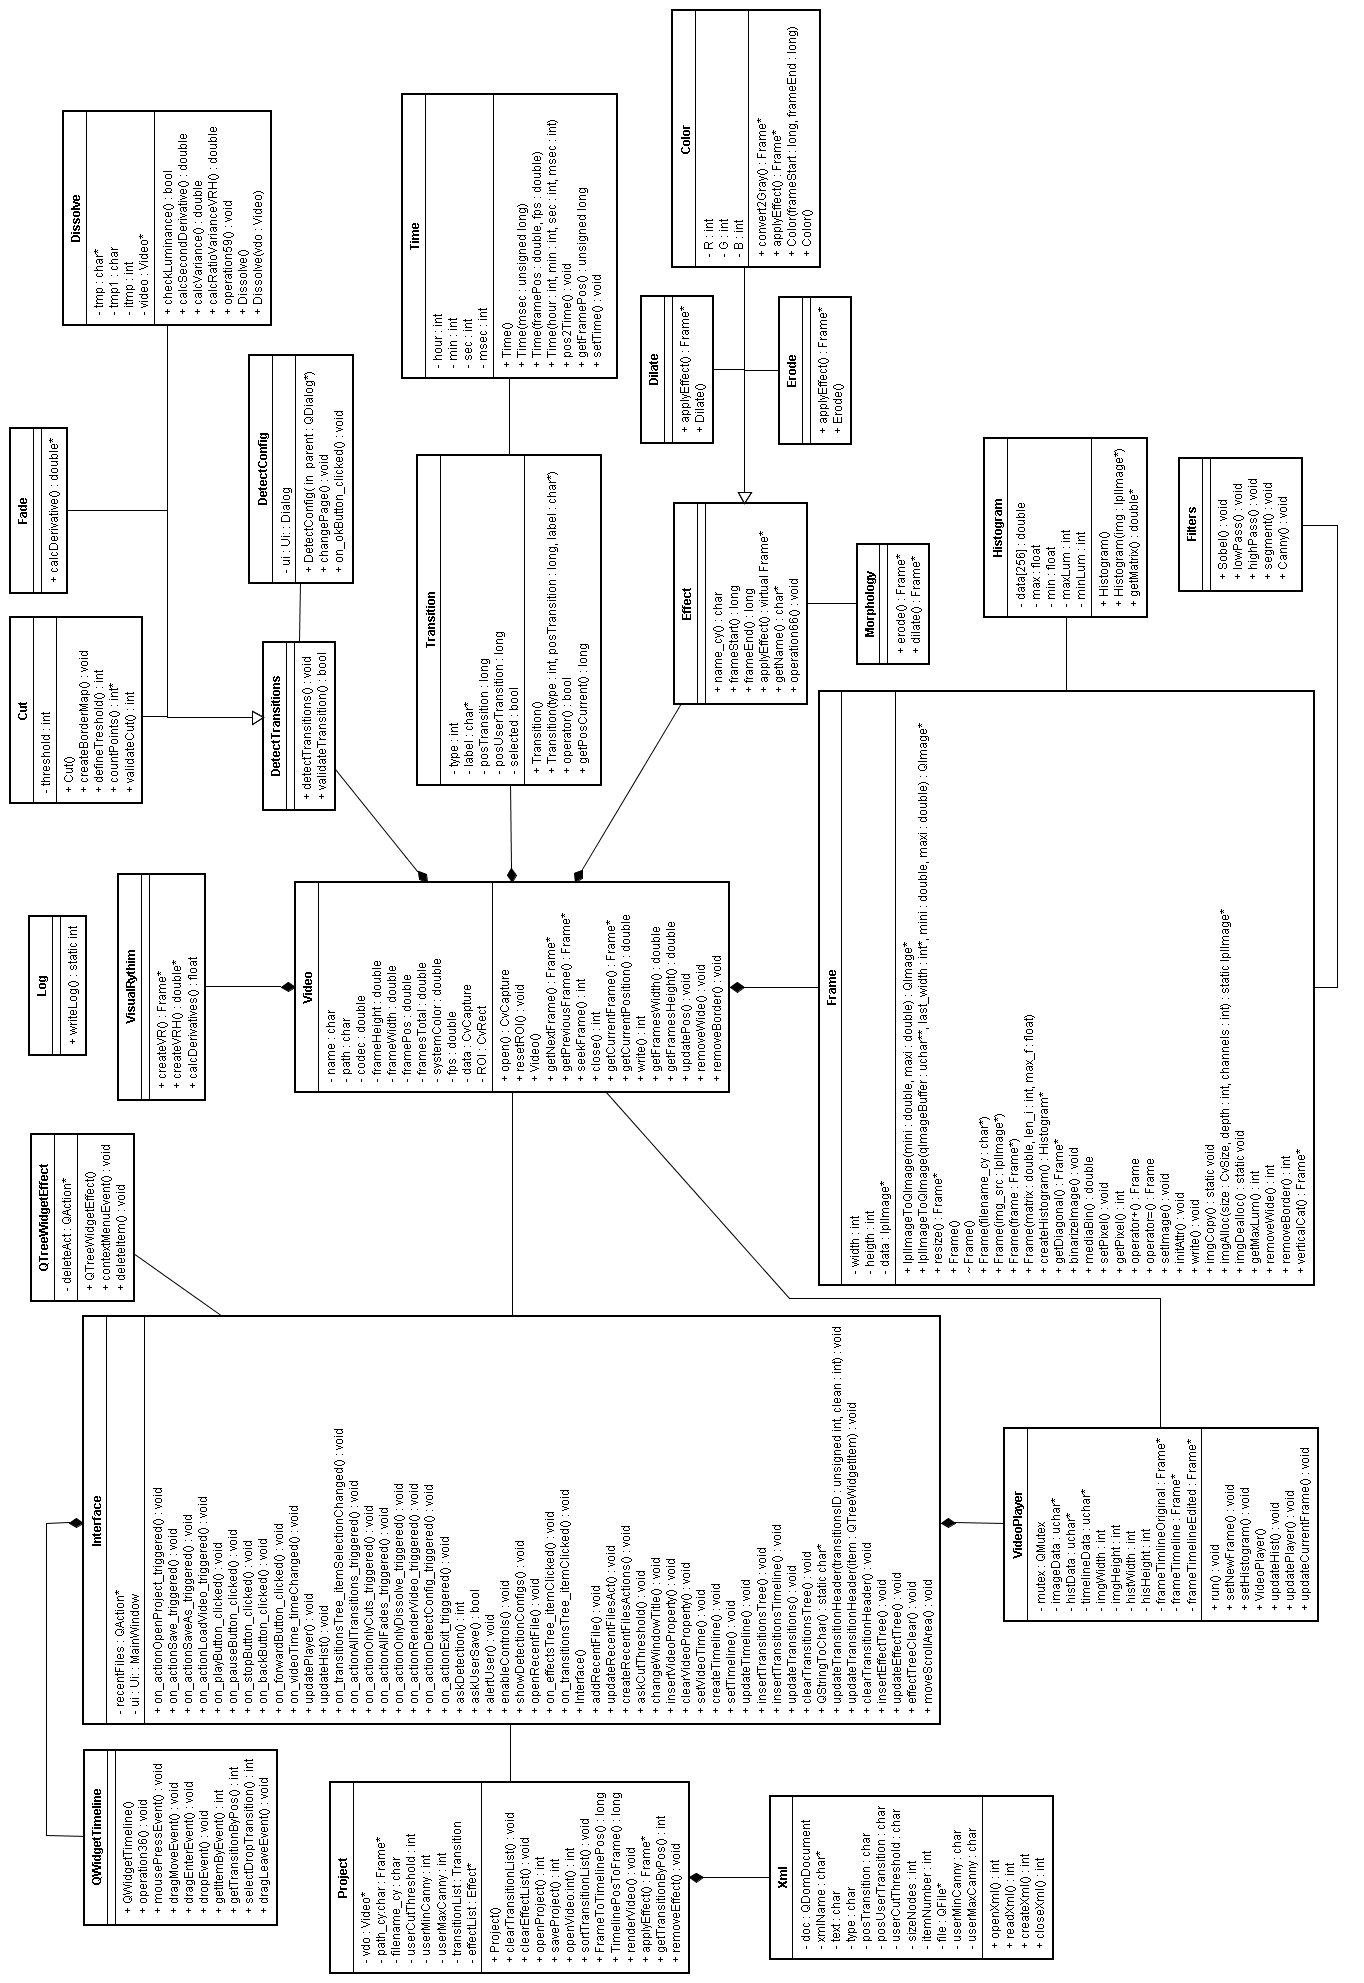 QWidgetTimeline
+ QWidgetTimeline()
+ operation36() : void
+ mousePressEvent() : void
+ dragMoveEvent() : void
+ dragEnterEvent() : void
+ dropEvent() : void
+ getItemByEvent() : int
+ getTransitionByPos() : int
+ selectDropTransition() : int
+ dragLeaveEvent() : void
Project
- vdo : Video*
- path_cy:char : Frame*
- filename_cy : char
- userCutThreshold : int
- userMinCanny : int
- userMaxCanny : int
- transitionList : Transition
- effectList : Effect*
+ Project()
+ clearTransitionList() : void
+ clearEffectList() : void
+ openProject() : int
+ saveProject() : int
+ openVideo:int() : int
+ sortTransitionList() : void
+ FrameToTimelinePos() : long
+ TimelinePosToFrame() : long
+ renderVideo() : void
+ applyEffect() : Frame*
+ getTransitionByPos() : int
+ removeEffect() : void
Xml
- doc : QDomDocument
- xmlName : char*
- text : char
- type : char
- posTransition : char
- posUserTransition : char
- userCutThreshold : char
- sizeNodes : int
- itemNumber : int
- file : QFile*
- userMinCanny : char
- userMaxCanny : char
+ openXml() : int
+ readXml() : int
+ createXml() : int
+ closeXml() : int
Interface
- recentFiles : QAction*
- ui : Ui::MainWindow
+ on_actionOpenProject_triggered() : void
+ on_actionSave_triggered() : void
+ on_actionSaveAs_triggered() : void
+ on_actionLoadVideo_triggered() : void
+ on_playButton_clicked() : void
+ on_pauseButton_clicked() : void
+ on_stopButton_clicked() : void
+ on_backButton_clicked() : void
+ on_forwardButton_clicked() : void
+ on_videoTime_timeChanged() : void
+ updatePlayer() : void
+ updateHist() : void
+ on_transitionsTree_itemSelectionChanged() : void
+ on_actionAllTransitions_triggered() : void
+ on_actionOnlyCuts_triggered() : void
+ on_actionAllFades_triggered() : void
+ on_actionOnlyDissolve_triggered() : void
+ on_actionRenderVideo_triggered() : void
+ on_actionDetectConfig_triggered() : void
+ on_actionExit_triggered() : void
+ askDetection() : int
+ askUserSave() : bool
+ alertUser() : void
+ enableControls() : void
+ showDetectionConfigs() : void
+ openRecentFile() : void
+ on_effectsTree_itemClicked() : void
+ on_transitionsTree_itemClicked() : void
+ Interface()
+ addRecentFile() : void
+ updateRecentFilesAct() : void
+ createRecentFilesActions() : void
+ askCutThreshold() : void
+ changeWindowTitle() : void
+ insertVideoProperty() : void
+ clearVideoProperty() : void
+ setVideoTime() : void
+ createTimeline() : void
+ setTimeline() : void
+ updateTimeline() : void
+ insertTransitionsTree() : void
+ insertTransitionsTimeline() : void
+ updateTransitions() : void
+ clearTransitionsTree() : void
+ QStringToChar() : static char*
+ updateTransitionHeader(transitionsID : unsigned int, clean : int) : void
+ updateTransitionHeader(item : QTreeWidgetItem) : void
+ clearTransitionHeader() : void
+ insertEffectTree() : void
+ updateEffectTree() : void
+ effectTreeClear() : void
+ moveScrollArea() : void
VideoPlayer
- mutex : QMutex
- imageData : uchar*
- histData : uchar*
- timelineData : uchar*
- imgWidth : int
- imgHeight : int
- histWidth : int
- hisHeight : int
- frameTimlineOriginal : Frame*
- frameTimeline : Frame*
- frameTimelineEdited : Frame*
+ run() : void
+ setNewFrame() : void
+ setHistogram() : void
+ VideoPlayer()
+ updateHist() : void
+ updatePlayer() : void
+ updateCurrentFrame() : void
QTreeWidgetEffect
- deleteAct : QAction*
+ QTreeWidgetEffect()
+ contextMenuEvent() : void
+ deleteItem() : void
Log
+ writeLog() : static int
VisualRythim
+ createVR() : Frame*
+ createVRH() : double*
+ calcDerivatives() : float
Video
- name : char
- path : char
- codec : double
- frameHeight : double
- frameWidth : double
- framePos : double
- framesTotal : double
- systemColor : double
- fps : double
- data : CvCapture
- ROI : CvRect
+ open() : CvCapture
+ resetROI() : void
+ Video()
+ getNextFrame() : Frame*
+ getPreviousFrame() : Frame*
+ seekFrame() : int
+ close() : int
+ getCurrentFrame() : Frame*
+ getCurrentPosition() : double
+ write() : int
+ getFramesWidth() : double
+ getFramesHeight() : double
+ updatePos() : void
+ removeWide() : void
+ removeBorder() : void
Frame
- width : int
- heigth : int
- data : IplImage*
+ IplImageToQImage(mini : double, maxi : double) : QImage*
+ IplImageToQImage(qImageBuffer : uchar**, last_width : int*, mini : double, maxi : double) : QImage*
+ resize() : Frame*
+ Frame()
+ ~ Frame()
+ Frame(filename_cy : char*)
+ Frame(img_src : IplImage*)
+ Frame(frame : Frame*)
+ Frame(matrix : double, len_i : int, max_f : float)
+ createHistogram() : Histogram*
+ getDiagonal() : Frame*
+ binarizeImage() : void
+ mediaBin() : double
+ setPixel() : void
+ getPixel() : int
+ operator+() : Frame
+ operator=() : Frame
+ setImage() : void
+ initAttr() : void
+ write() : void
+ imgCopy() : static void
+ imgAlloc(size : CvSize, depth : int, channels : int) : static IplImage*
+ imgDealloc() : static void
+ getMaxLum() : int
+ removeWide() : int
+ removeBorder() : int
+ verticalCat() : Frame*
Cut
- threshold : int
+ Cut()
+ createBorderMap() : void
+ defineTreshold() : int
+ countPoints() : int*
+ validateCut() : int
DetectTransitions
+ detectTransitions() : void
+ validateTransition() : bool
Transition
- type : int
- label : char*
- posTransition : long
- posUserTransition : long
- selected : bool
+ Transition()
+ Transition(type : int, posTransition : long, label : char*)
+ operator() : bool
+ getPosCurrent() : long
Effect
+ name_cy() : char
+ frameStart() : long
+ frameEnd() : long
+ applyEffect() : virtual Frame*
+ getName() : char*
+ operation66() : void
Morphology
+ erode() : Frame*
+ dilate() : Frame*
Fade
+ calcDerivative() : double*
DetectConfig
- ui : Ui::Dialog
+ DetectConfig( in  parent : QDialog*)
+ changePage() : void
+ on_okButton_clicked() : void
Histogram
- data[256] : double
- max : float
- min : float
- maxLum : int
- minLum : int
+ Histogram()
+ Histogram(img : IplImage*)
+ getMatrix() : double*
Filters
+ Sobel() : void
+ lowPass() : void
+ highPass() : void
+ segment() : void
+ Canny() : void
Dissolve
- tmp : char*
- tmp1 : char
- itmp : int
- video : Video*
+ checkLuminance() : bool
+ calcSecondDerivative() : double
+ calcVariance() : double
+ calcRatioVarianceVRH() : double
+ operation59() : void
+ Dissolve()
+ Dissolve(vdo : Video)
Time
- hour : int
- min : int
- sec : int
- msec : int
+ Time()
+ Time(msec : unsigned long)
+ Time(framePos : double, fps : double)
+ Time(hour : int, min : int, sec : int, msec : int)
+ pos2Time() : void
+ getFramePos() : unsigned long
+ setTime() : void
Dilate
+ applyEffect() : Frame*
+ Dilate()
Erode
+ applyEffect() : Frame*
+ Erode()
Color
- R : int
- G : int
- B : int
+ convert2Gray() : Frame*
+ applyEffect() : Frame*
+ Color(frameStart : long, frameEnd : long)
+ Color()